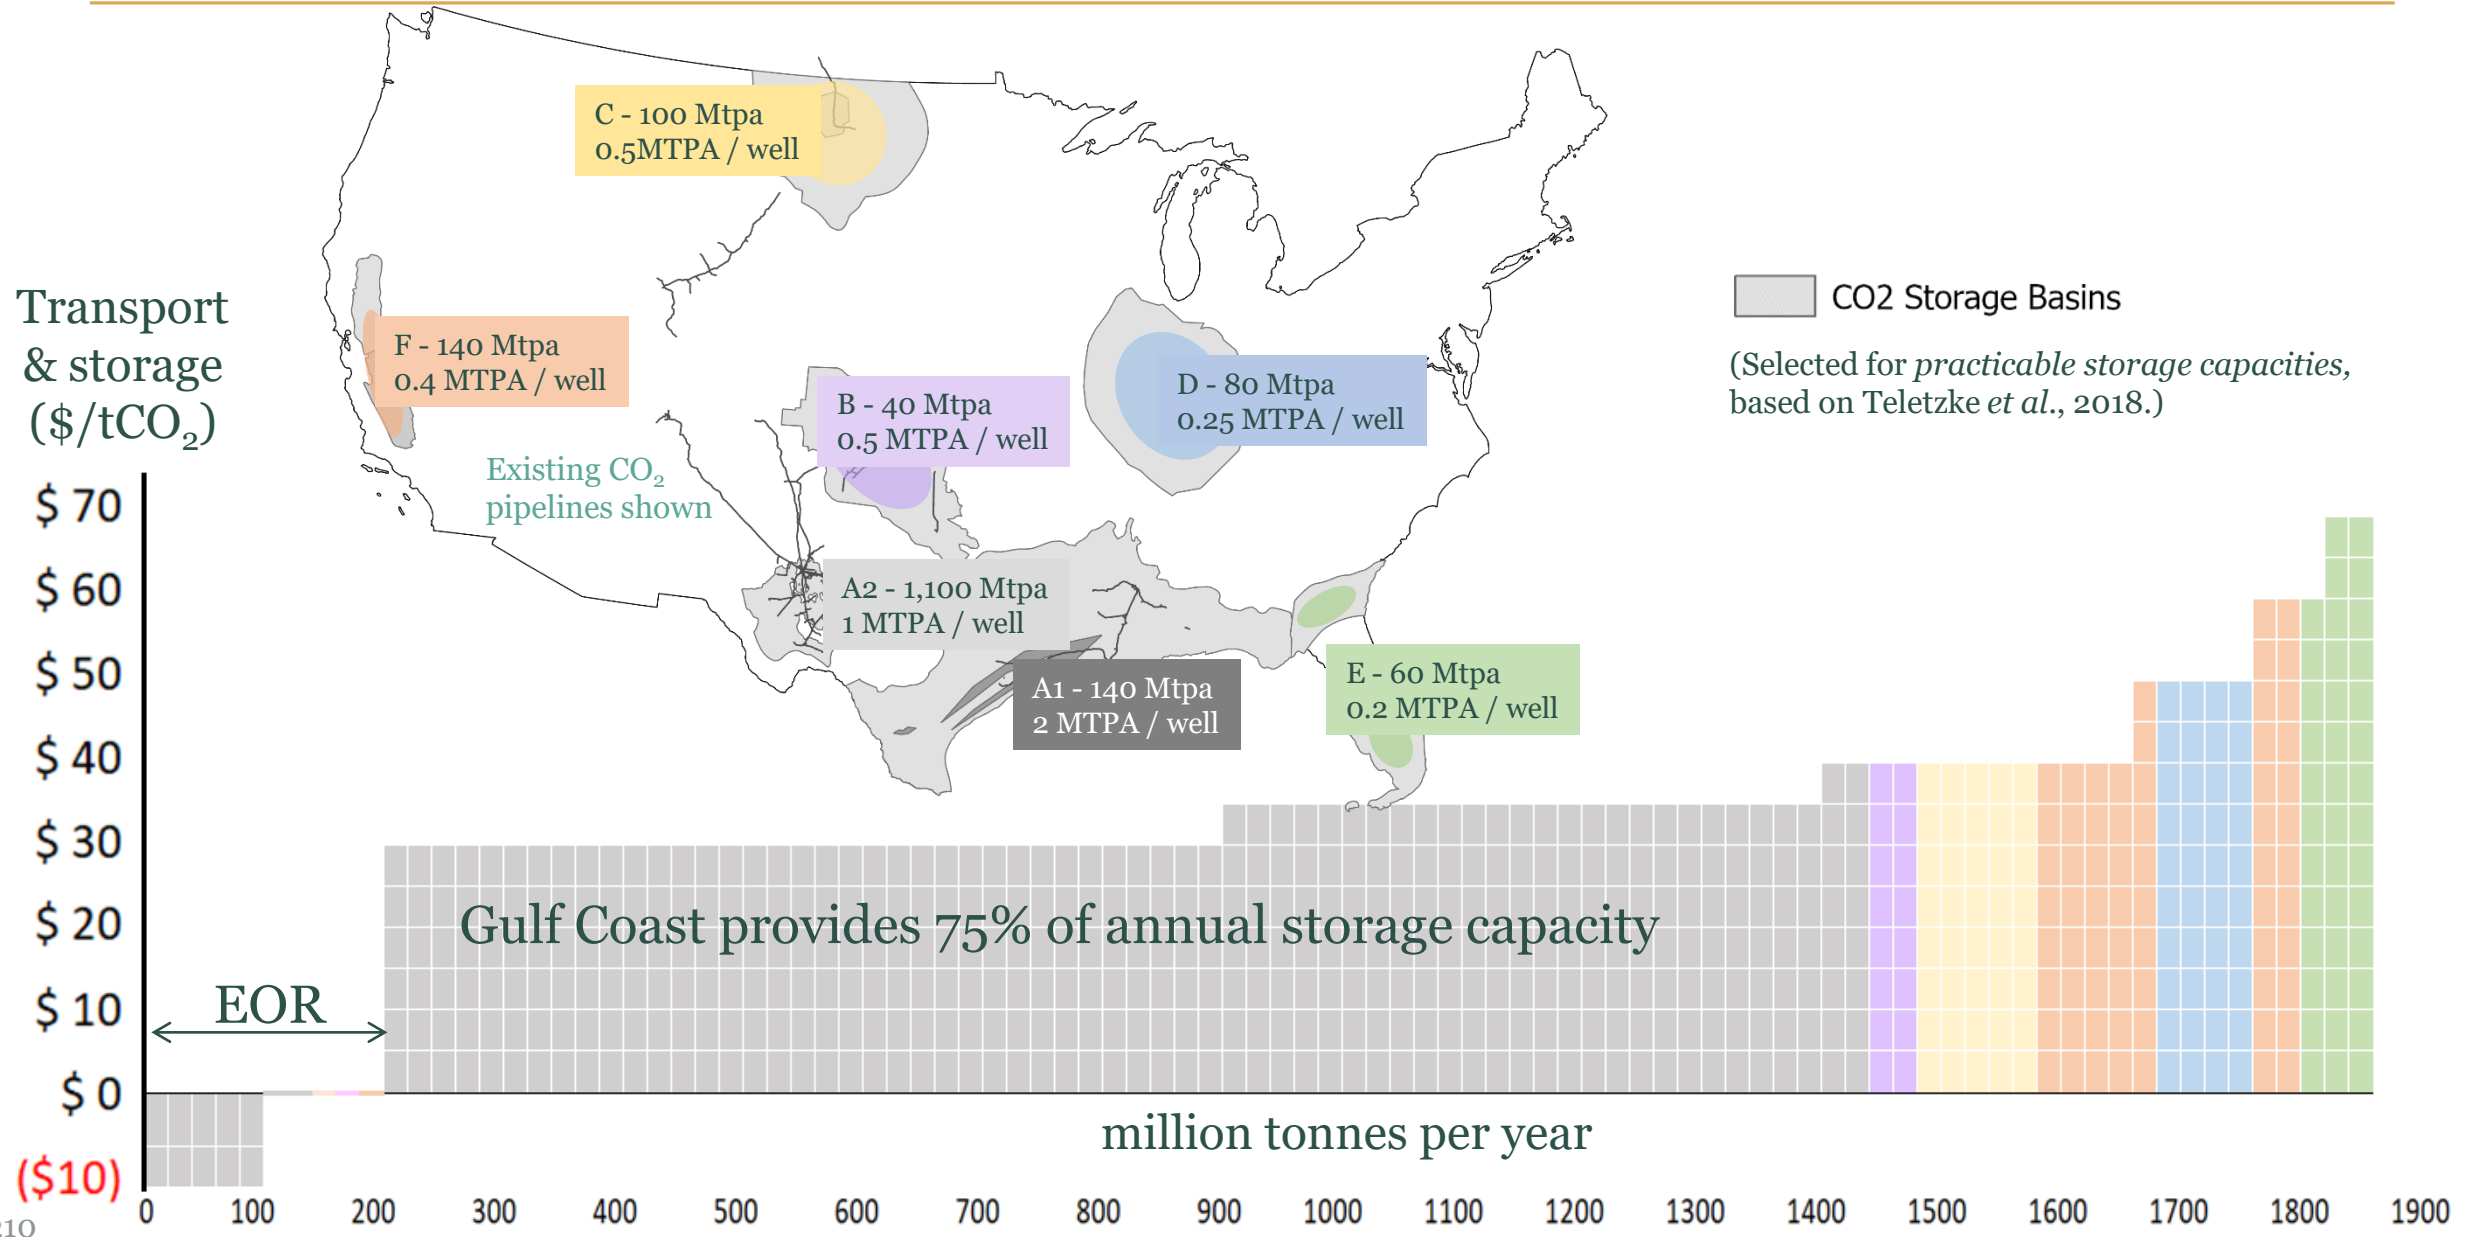 C - 100 Mtpa
0.5MTPA / well
Transport
& storage
($/tCO₂)
F - 140 Mtpa
0.4 MTPA / well
B - 40 Mtpa
0.5 MTPA / well
D - 80 Mtpa
0.25 MTPA / well
CO2 Storage Basins
(Selected for practicable storage capacities,
based on Teletzke et al., 2018.)
Existing CO₂
pipelines shown
A2 - 1,100 Mtpa
1 MTPA / well
A1 - 140 Mtpa
2 MTPA / well
E - 60 Mtpa
0.2 MTPA / well
$ 70
$ 60
$ 50
$ 40
$ 30
$ 20
$ 10
$ 0
($10)
Gulf Coast provides 75% of annual storage capacity
EOR
million tonnes per year
0 100 200 300 400 500 600 700 800 900 1000 1100 1200 1300 1400 1500 1600 1700 1800 1900